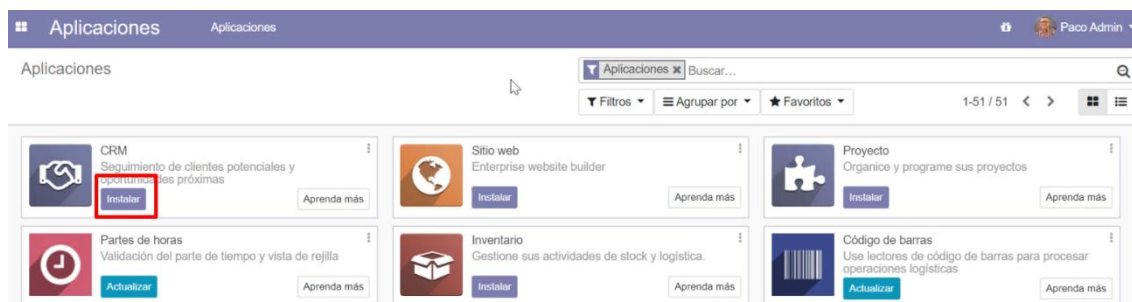 Aplicaciones Aplicaciones Paco Admin
Aplicaciones
Aplicaciones Buscar...
Filtros Agrupar por Favoritos 1-51 / 51
CRM
Seguimiento de clientes potenciales y
oportunidades próximas
Instalar Aprenda más
Sitio web
Enterprise website builder
Instalar Aprenda más
Proyecto
Organice y programe sus proyectos
Instalar Aprenda más
Partes de horas
Validación del parte de tiempo y vista de rejilla
Actualizar Aprenda más
Inventario
Gestione sus actividades de stock y logística.
Instalar Aprenda más
Código de barras
Use lectores de código de barras para procesar
operaciones logísticas
Actualizar Aprenda más